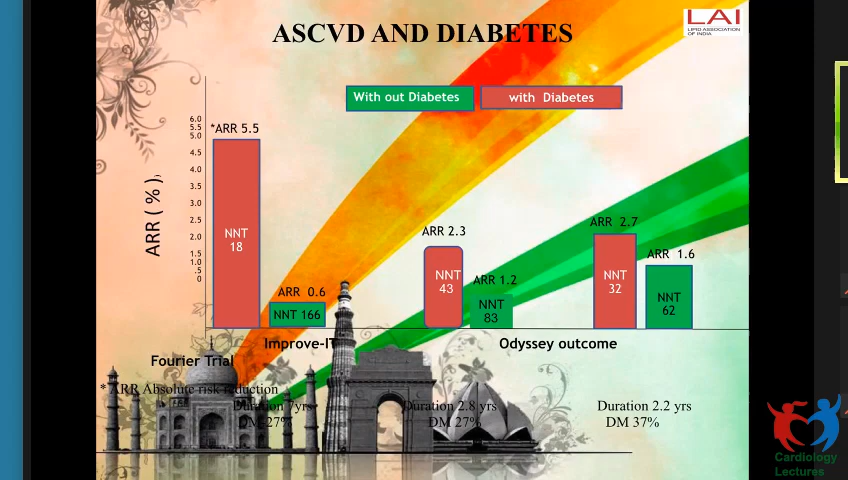 ASCVD AND DIABETES
LAI
LIPID ASSOCIATION
OF INDIA
With out Diabetes
with Diabetes
ARR ( % )
6.0
5.5
5.0
4.5
4.0
3.5
3.0
2.5
2.0
1.5
1.0
.5
0
*ARR 5.5
NNT
18
ARR 0.6
NNT 166
ARR 2.3
NNT
43
ARR 1.2
NNT
83
ARR 2.7
NNT
32
ARR 1.6
NNT
62
Improve-IT
Odyssey outcome
Fourier Trial
* ARR Absolute risk reduction
Duration 7yrs
DM 27%
Duration 2.8 yrs
DM 27%
Duration 2.2 yrs
DM 37%
Cardiology
Lectures